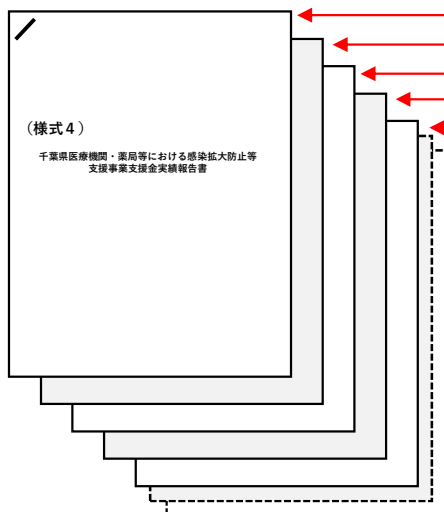 （様式４）
千葉県医療機関・薬局等における感染拡大防止等
支援事業支援金実績報告書